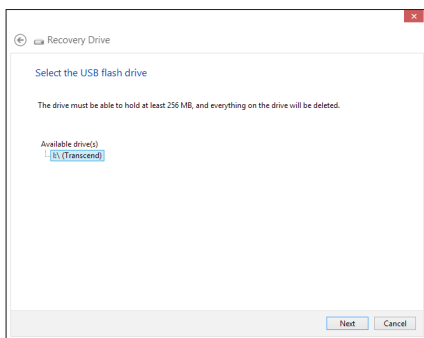 Recovery Drive
Select the USB flash drive
The drive must be able to hold at least 256 MB, and everything on the drive will be deleted.
Available drive(s)
I:\ (Transcend)
Next
Cancel